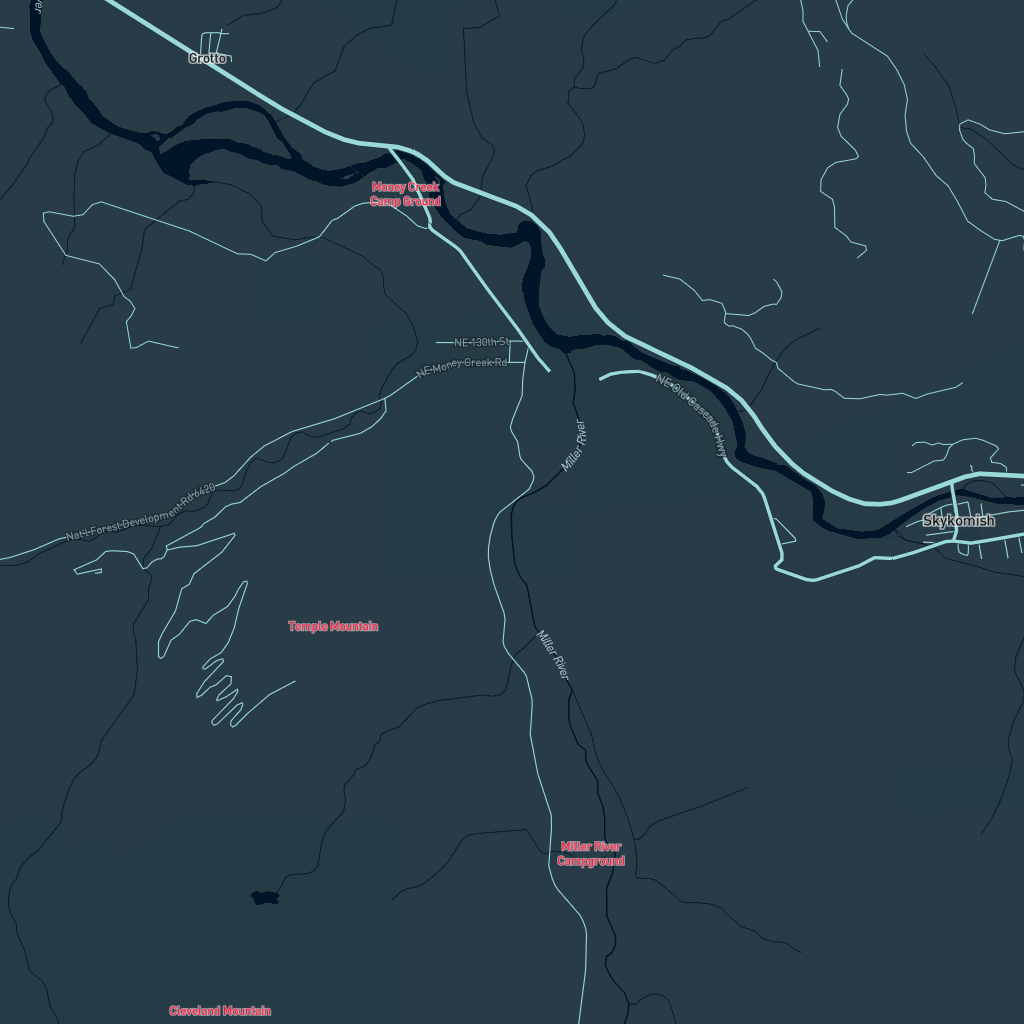 Grotto
Money Creek
Camp Ground
NE 130th St
NE Money Creek Rd
NE Old Cascade Hwy
Miller River
Nat'l Forest Development Rd 6420
Skykomish
Temple Mountain
Miller River
Miller River
Campground
Cleveland Mountain